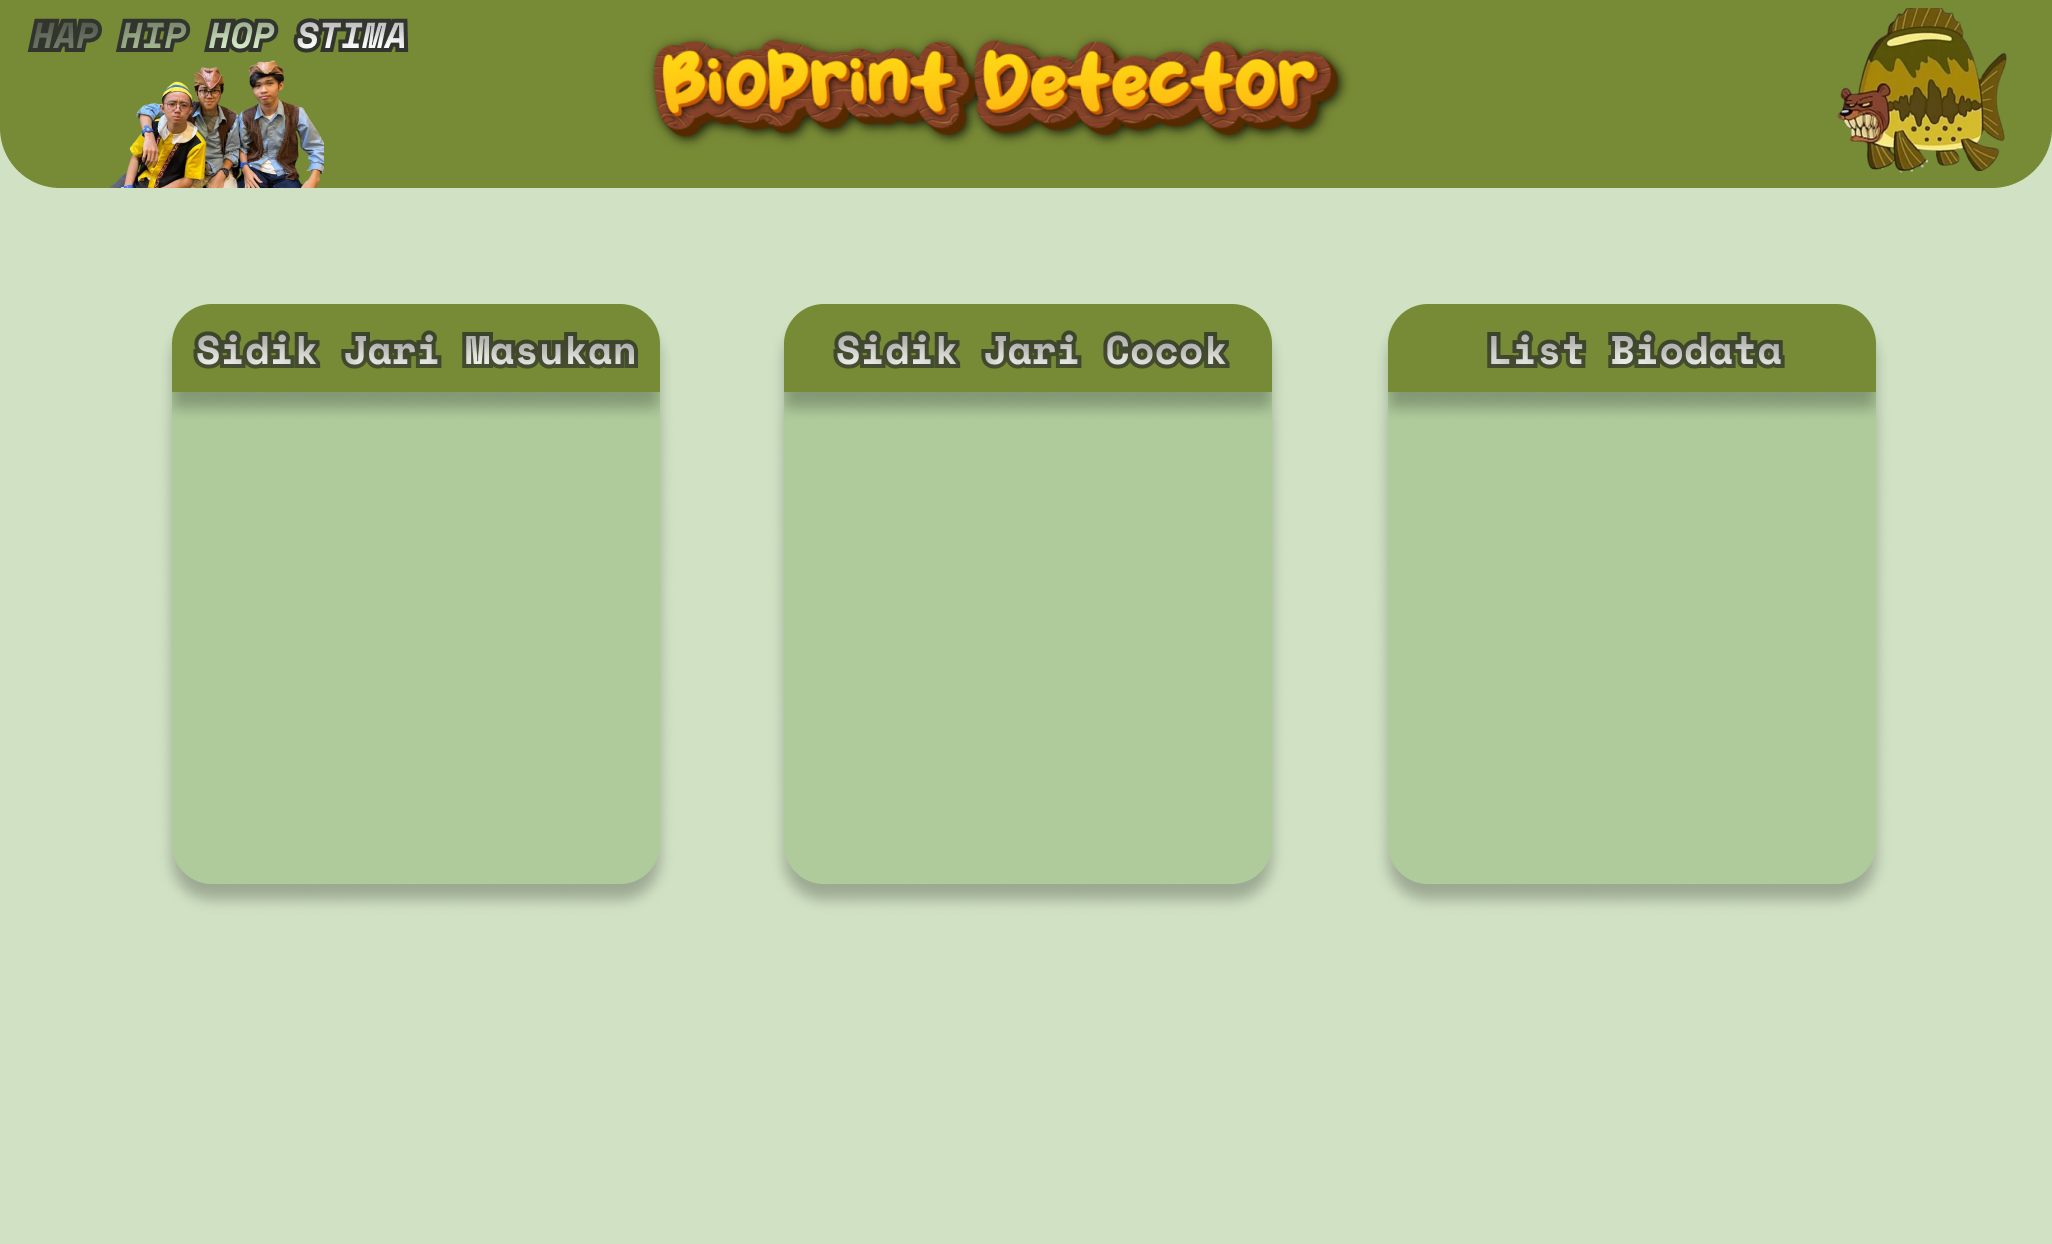 HAP HIP HOP STIMA
BioPrint Detector
Sidik Jari Masukan
Sidik Jari Cocok
List Biodata